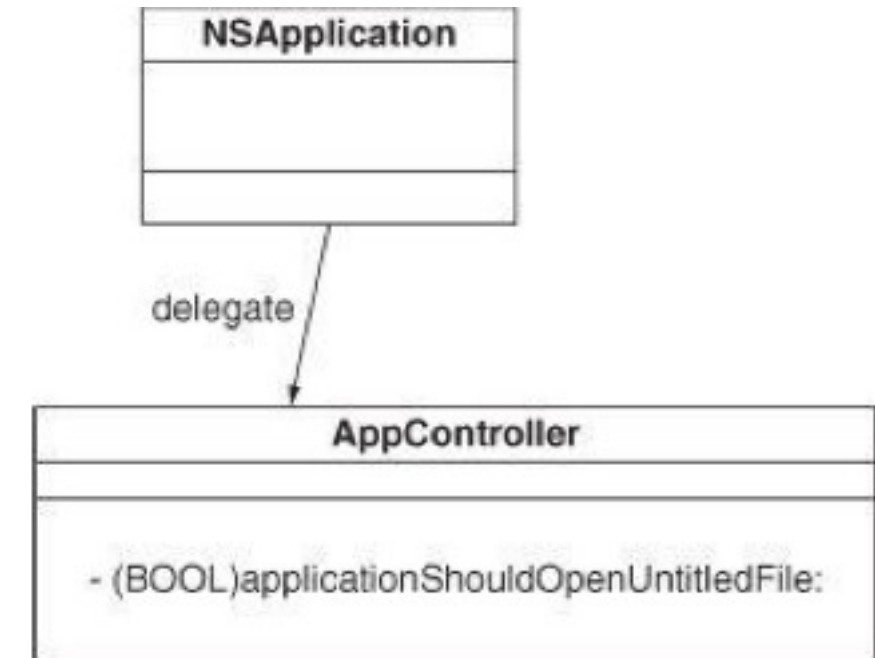 NSApplication
delegate
AppController
- (BOOL)applicationShouldOpenUntitledFile: